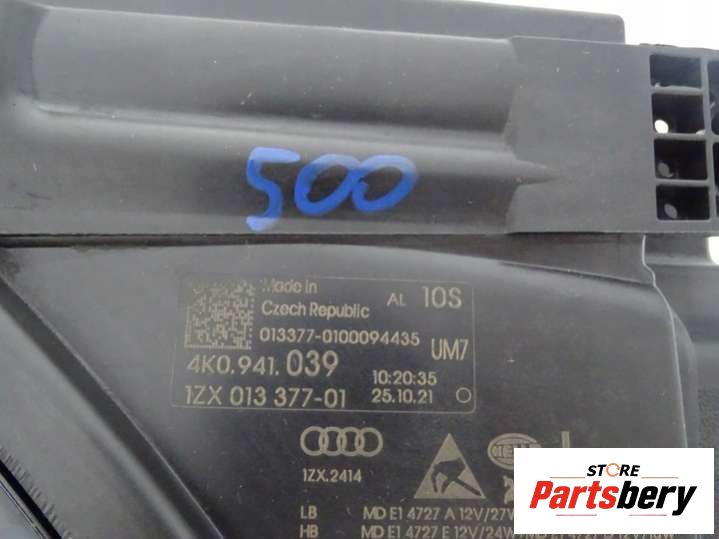 500
Made in
Czech Republic
AL 10S
013377-0100094435
UM7
4K0.941.039
10:20:35
1ZX 013 377-01
25.10.21
1ZX.2414
LB MD E1 4727 A 12V/27W
HB MD E1 4727 E 12V/24W
STORE
Partsbery